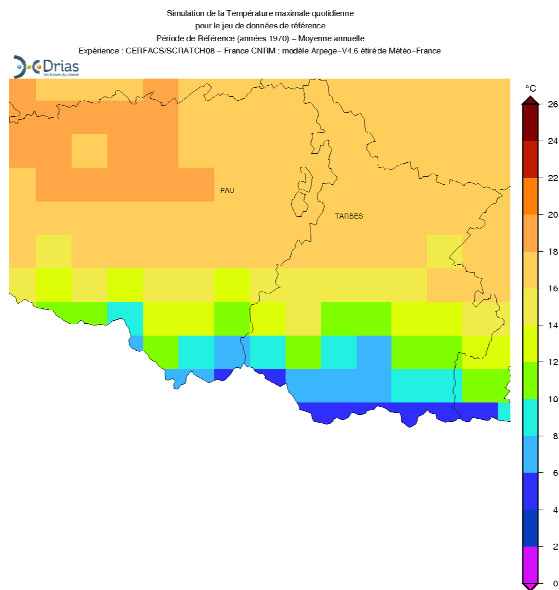 Simulation de la Température maximale quotidienne
pour le jeu de données de référence
Période de Référence (années 1970) – Moyenne annuelle
Expérience : CERFACS/SCRATCH08 – France CNTIM : modèle Arpege–V4.6 étiré de Météo–France
Drias
°C
26
24
22
20
PAU
TARBES
18
16
14
12
10
8
6
4
2
0